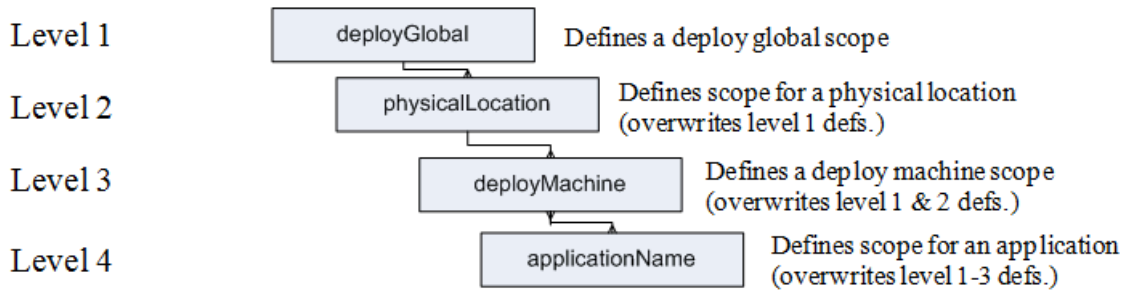 Level 1
deployGlobal
Defines a deploy global scope
Level 2
physicalLocation
Defines scope for a physical location
(overwrites level 1 defs.)
Level 3
deployMachine
Defines a deploy machine scope
(overwrites level 1 & 2 defs.)
Level 4
applicationName
Defines scope for an application
(overwrites level 1-3 defs.)